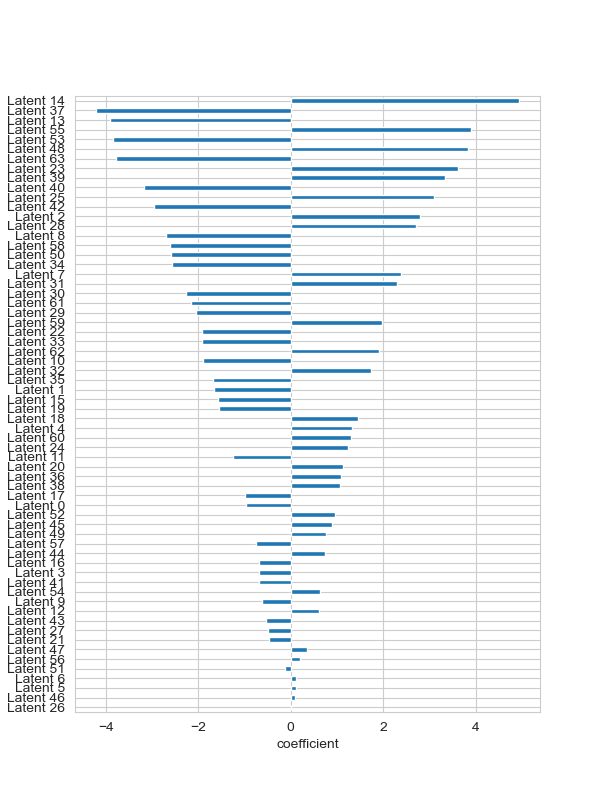 Latent 14
Latent 37
Latent 13
Latent 55
Latent 53
Latent 48
Latent 63
Latent 23
Latent 39
Latent 40
Latent 25
Latent 42
Latent 2
Latent 28
Latent 8
Latent 58
Latent 50
Latent 34
Latent 7
Latent 31
Latent 30
Latent 61
Latent 29
Latent 59
Latent 22
Latent 33
Latent 62
Latent 10
Latent 32
Latent 35
Latent 1
Latent 15
Latent 19
Latent 18
Latent 4
Latent 60
Latent 24
Latent 11
Latent 20
Latent 36
Latent 38
Latent 17
Latent 0
Latent 52
Latent 45
Latent 49
Latent 57
Latent 44
Latent 16
Latent 3
Latent 41
Latent 54
Latent 9
Latent 12
Latent 43
Latent 27
Latent 21
Latent 47
Latent 56
Latent 51
Latent 6
Latent 5
Latent 46
Latent 26
−4 −2 0 2 4
coefficient